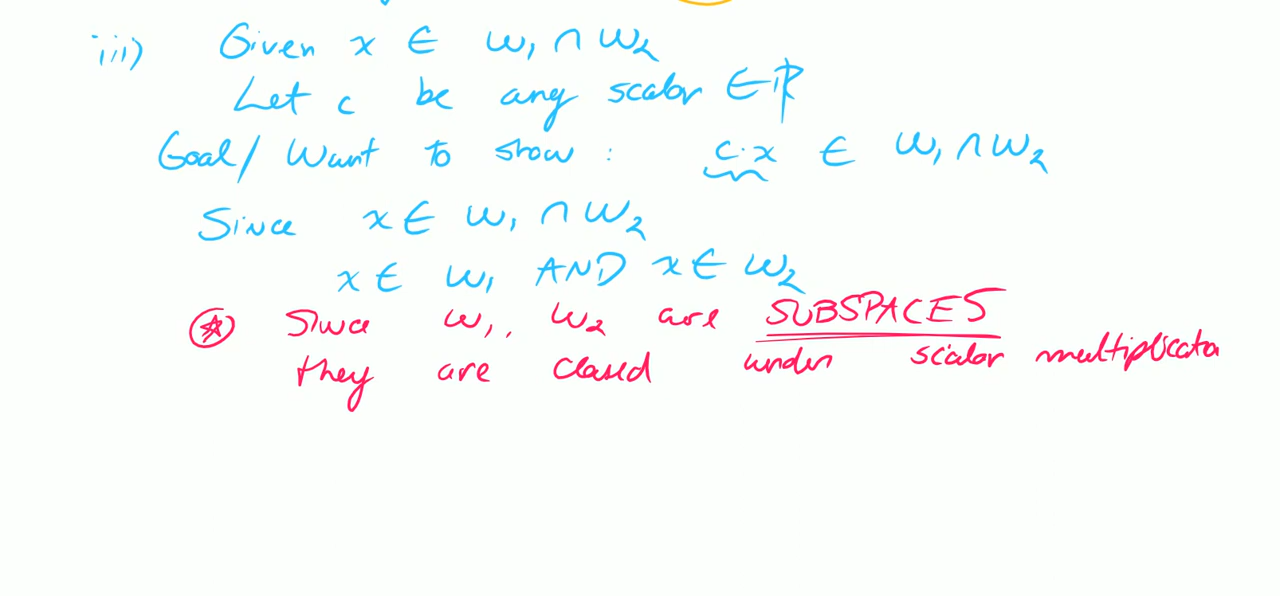 iii) Given x ∈ W₁ ∩ W₂
Let c be any scalar ∈ ℝ
Goal/ Want to show : c·x ∈ W₁ ∩ W₂
Since x ∈ W₁ ∩ W₂
x ∈ W₁ AND x ∈ W₂
⊛ Since W₁, W₂ are SUBSPACES
they are closed under scalar multiplicatio